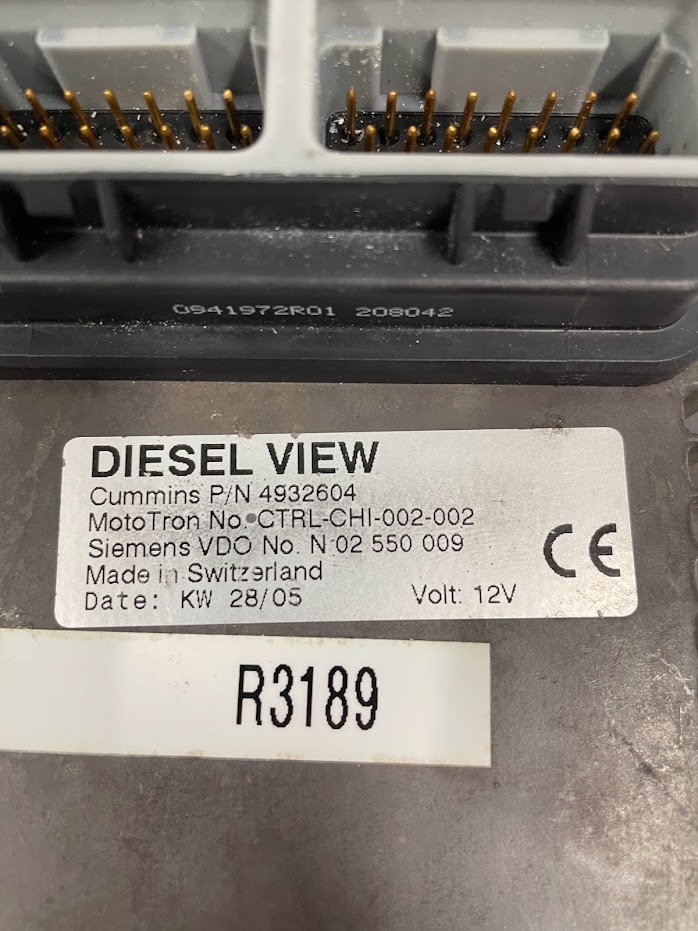 0941972R01 208042
DIESEL VIEW
Cummins P/N 4932604
MotoTron No. CTRL-CHI-002-002
Siemens VDO No. N 02 550 009
Made in Switzerland
Date: KW 28/05 Volt: 12V
CE
R3189